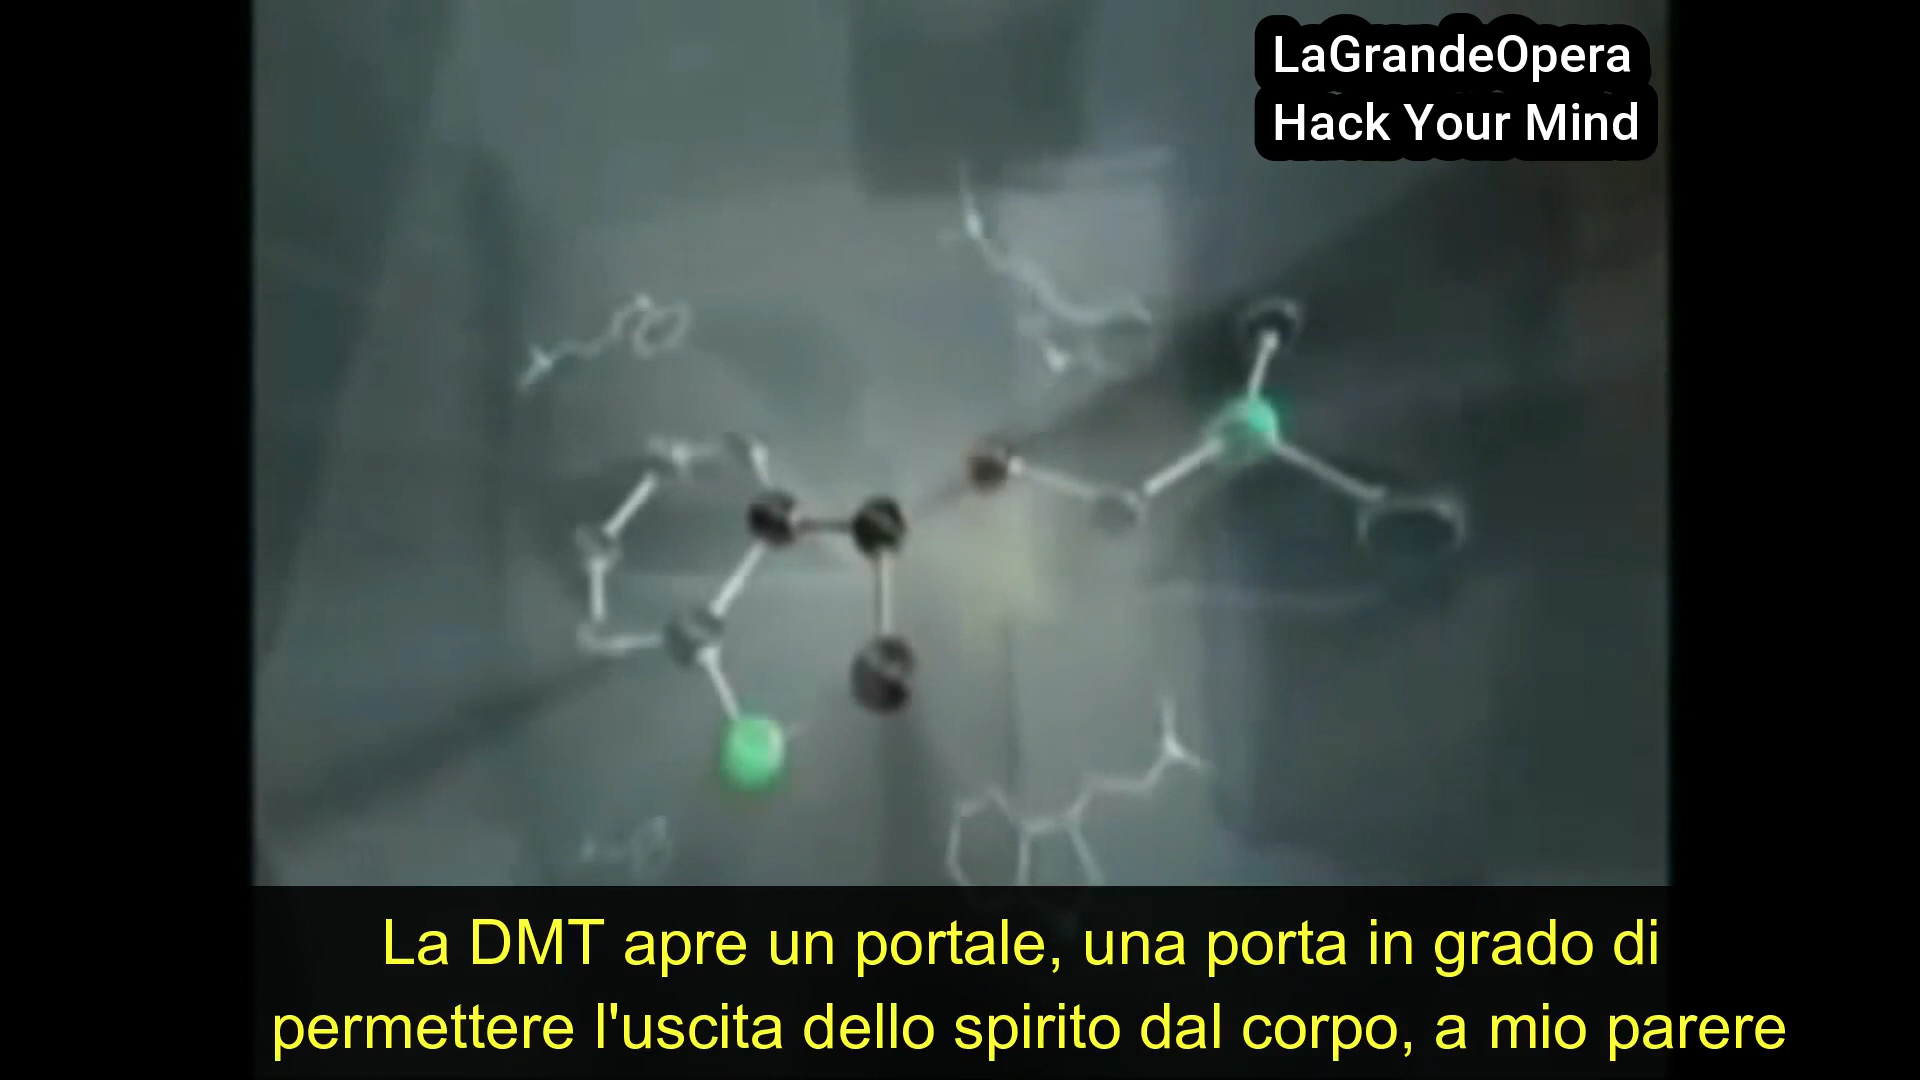 LaGrandeOpera
Hack Your Mind
La DMT apre un portale, una porta in grado di
permettere l'uscita dello spirito dal corpo, a mio parere